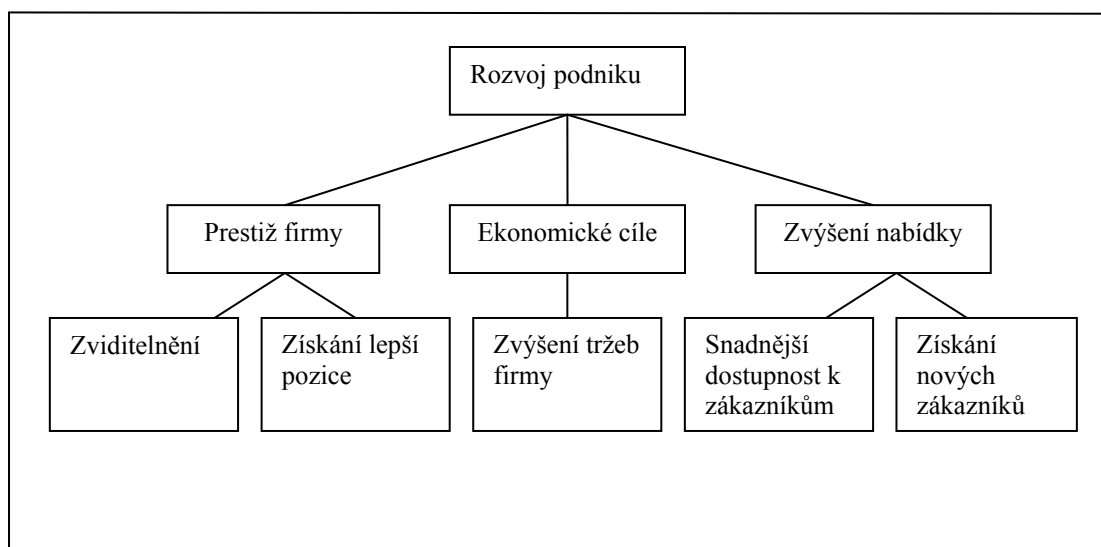 Rozvoj podniku
Prestiž firmy
Ekonomické cíle
Zvýšení nabídky
Zviditelnění
Získání lepší
pozice
Zvýšení tržeb
firmy
Snadnější
dostupnost k
zákazníkům
Získání
nových
zákazníků